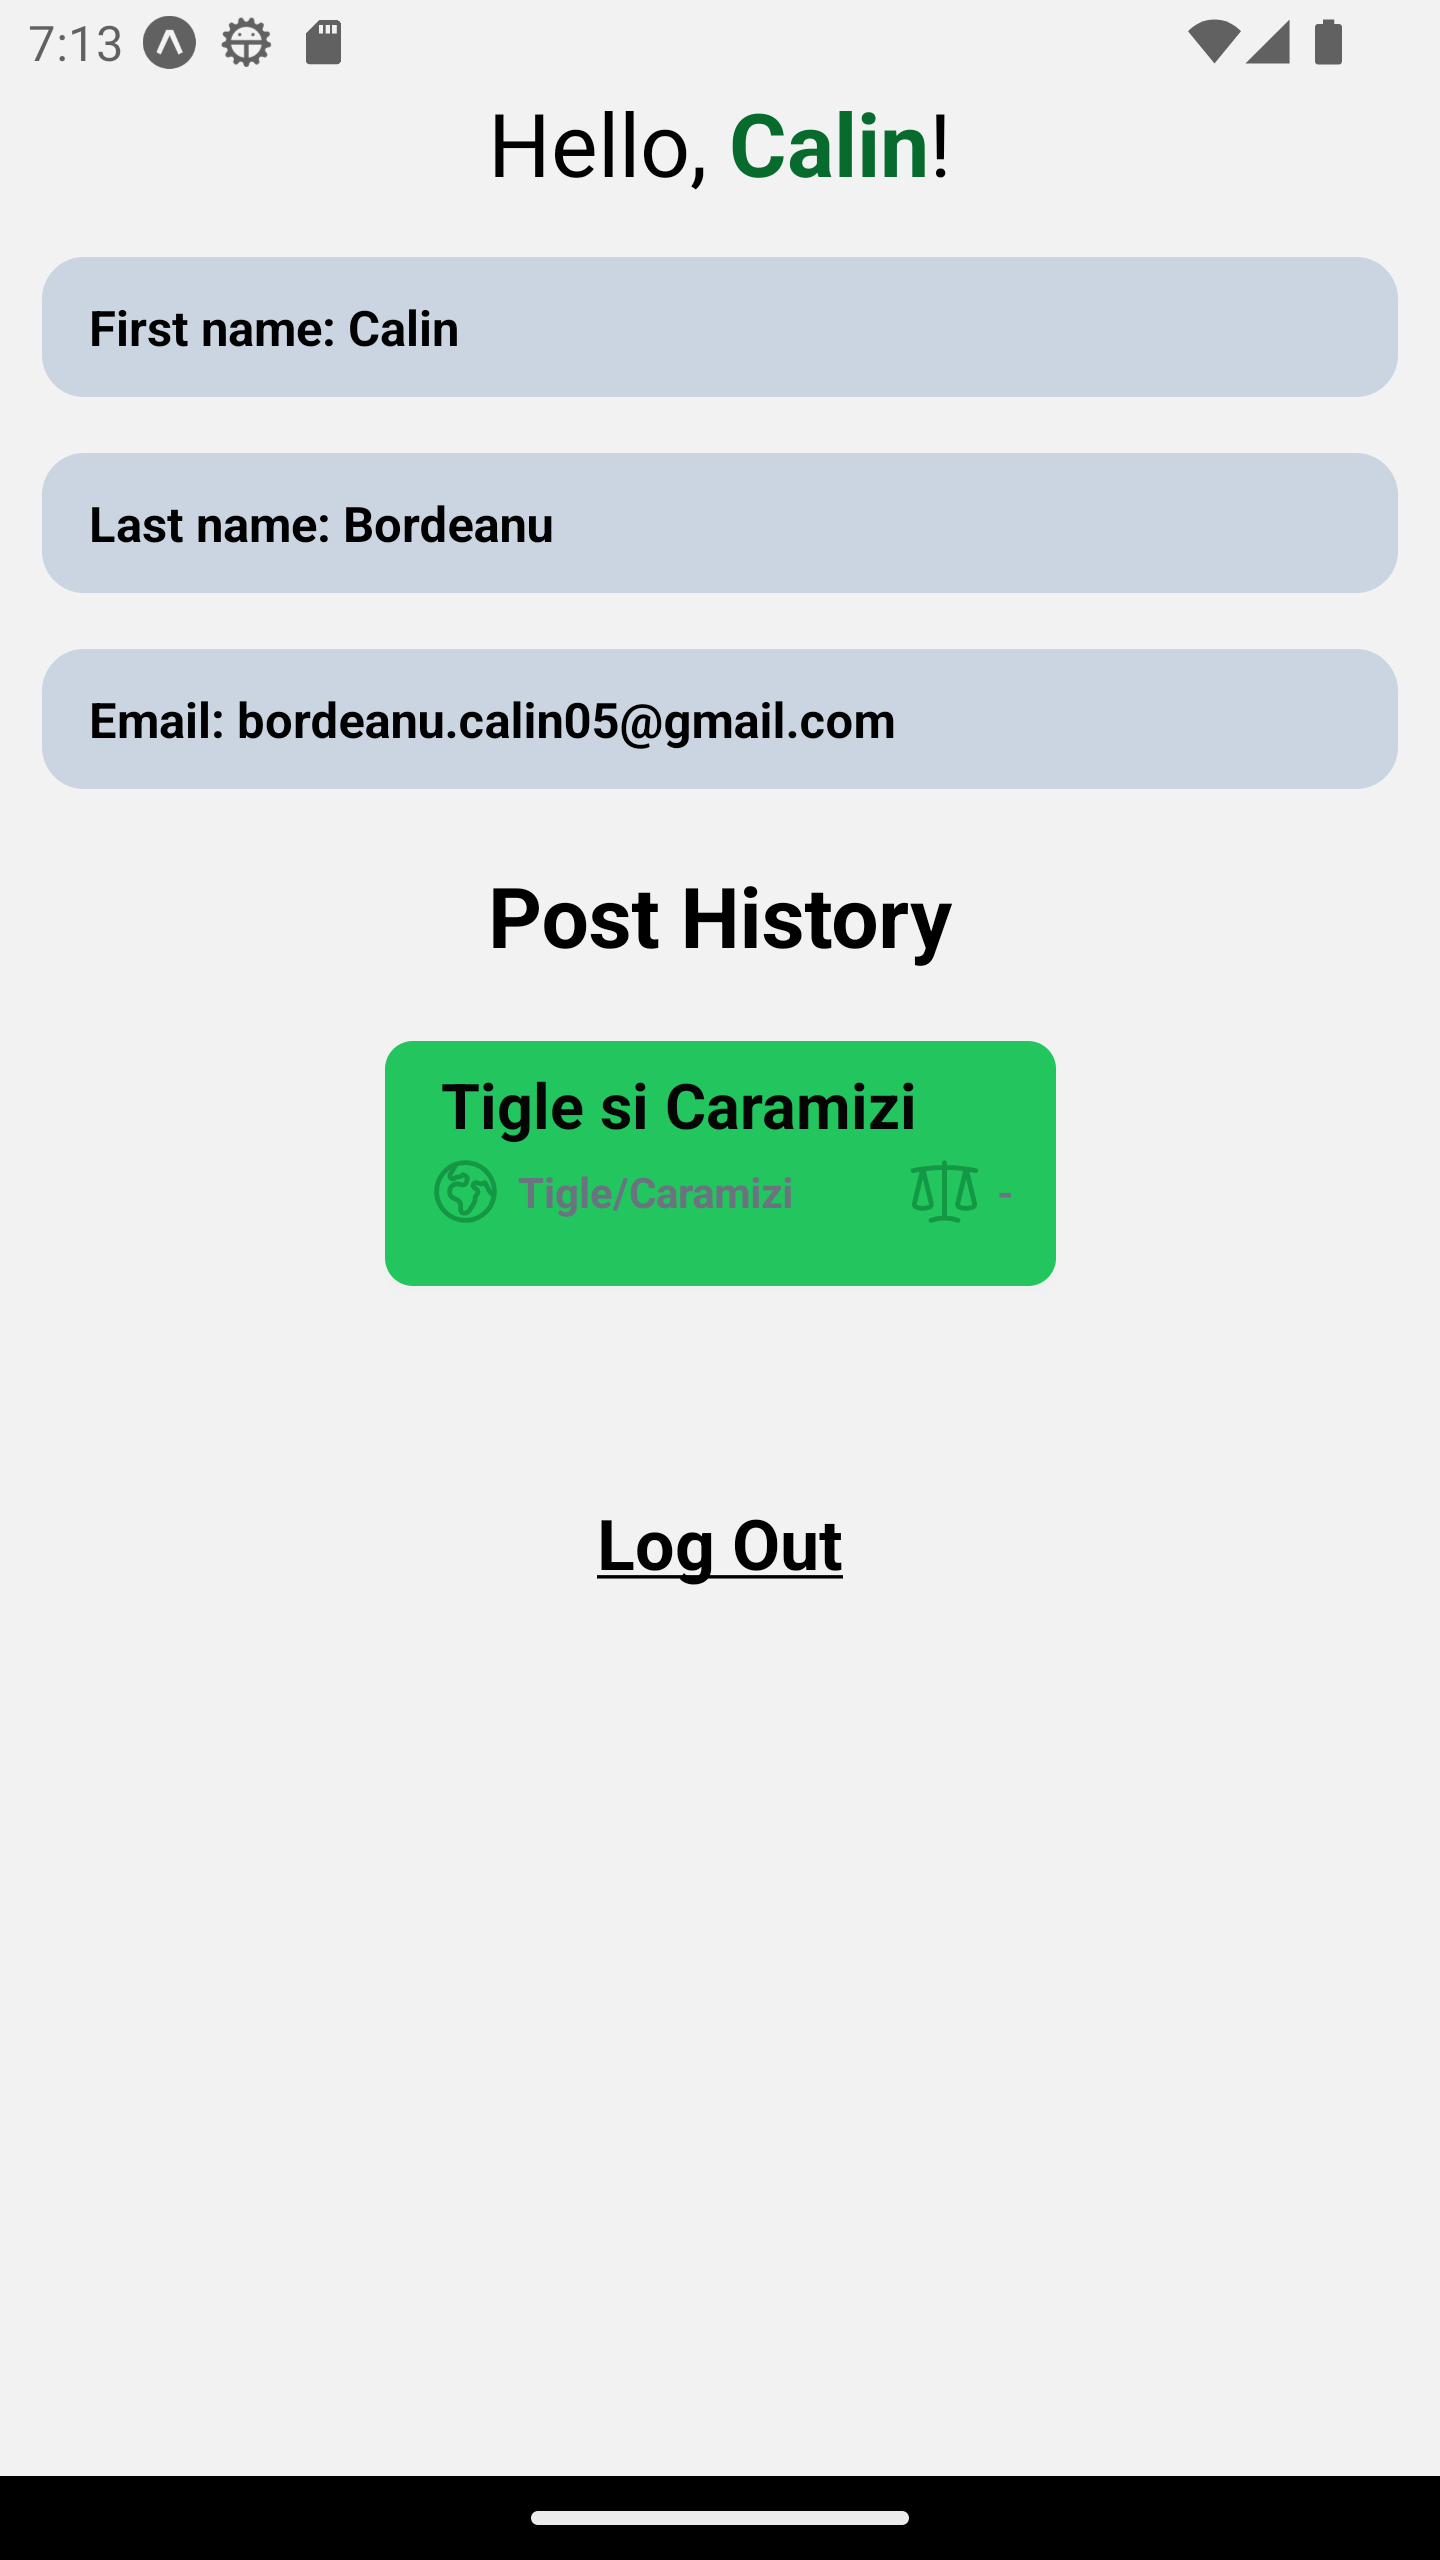 7:13
Hello, Calin!
First name: Calin
Last name: Bordeanu
Email: bordeanu.calin05@gmail.com
Post History
Tigle si Caramizi
Tigle/Caramizi -
Log Out